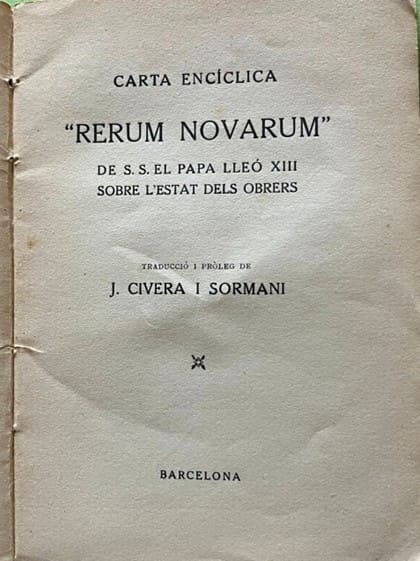 CARTA ENCÍCLICA
"RERUM NOVARUM"
DE S. S. EL PAPA LLEÓ XIII
SOBRE L'ESTAT DELS OBRERS
TRADUCCIÓ I PRÒLEG DE
J. CIVERA I SORMANI
BARCELONA